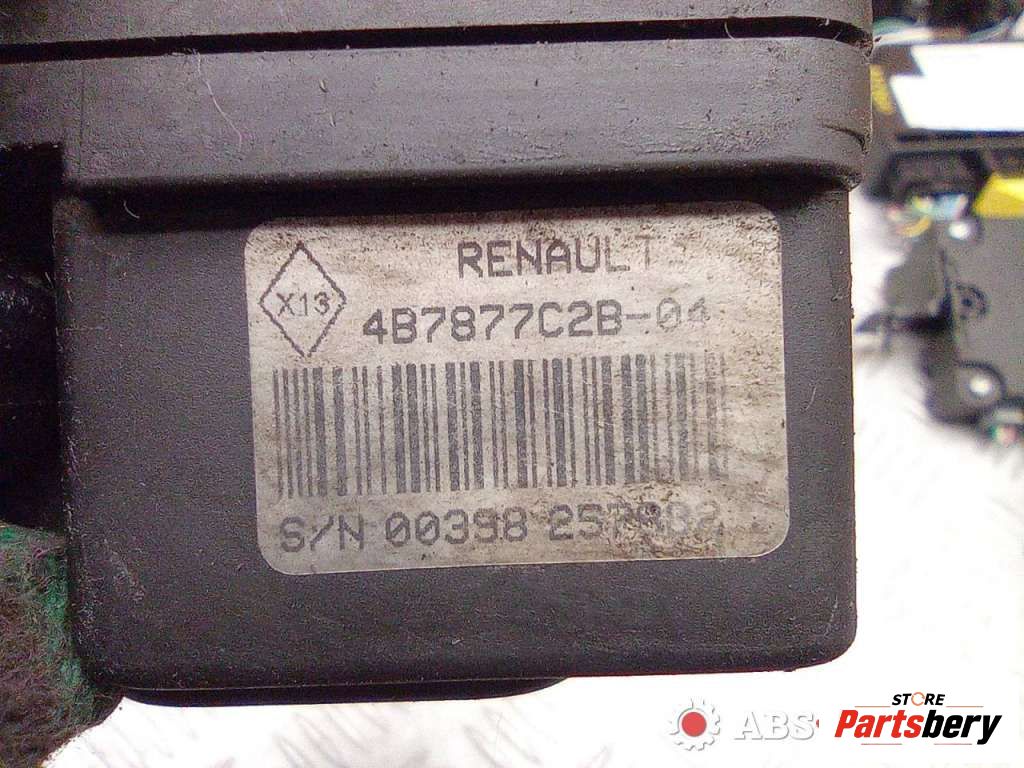 RENAULT
X13
4B7877C2B-04
S/N 00398
ABS
STORE
Partsbery